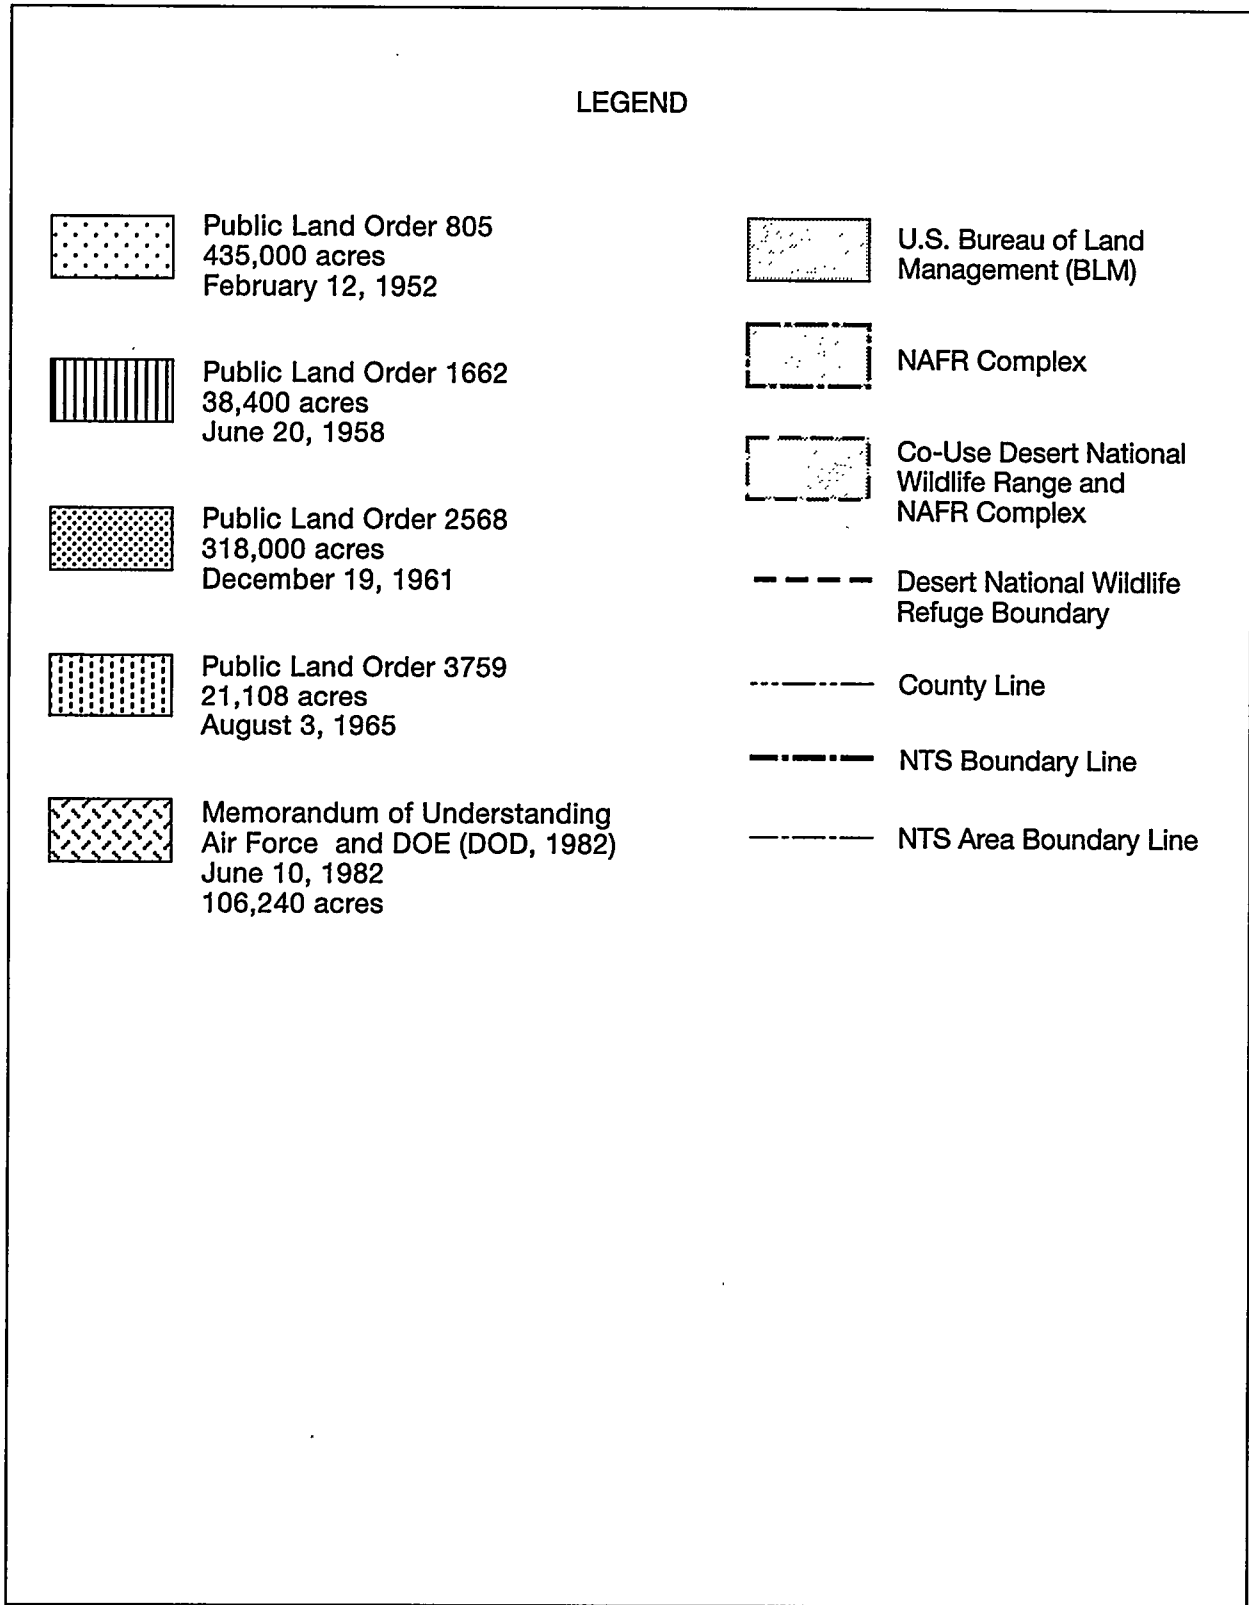 LEGEND
Public Land Order 805
435,000 acres
February 12, 1952
Public Land Order 1662
38,400 acres
June 20, 1958
Public Land Order 2568
318,000 acres
December 19, 1961
Public Land Order 3759
21,108 acres
August 3, 1965
Memorandum of Understanding
Air Force and DOE (DOD, 1982)
June 10, 1982
106,240 acres
U.S. Bureau of Land
Management (BLM)
NAFR Complex
Co-Use Desert National
Wildlife Range and
NAFR Complex
Desert National Wildlife
Refuge Boundary
County Line
NTS Boundary Line
NTS Area Boundary Line